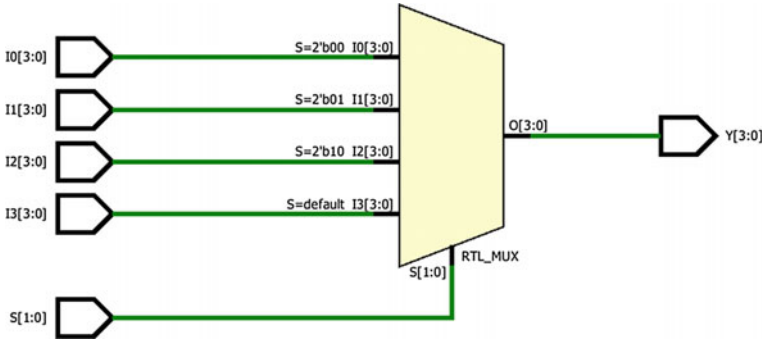 I0[3:0]
S=2'b00 I0[3:0]
I1[3:0]
S=2'b01 I1[3:0]
O[3:0]
Y[3:0]
I2[3:0]
S=2'b10 I2[3:0]
I3[3:0]
S=default I3[3:0]
RTL_MUX
S[1:0]
S[1:0]